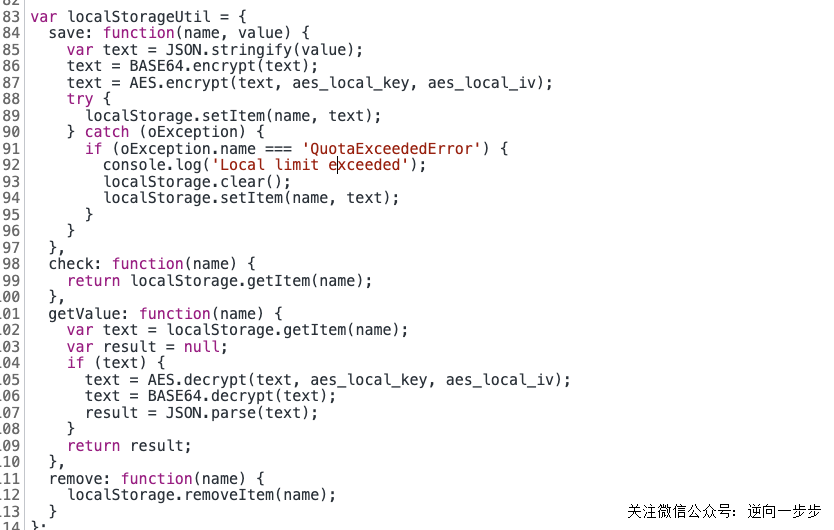 83 var localStorageUtil = {
84   save: function(name, value) {
85     var text = JSON.stringify(value);
86     text = BASE64.encrypt(text);
87     text = AES.encrypt(text, aes_local_key, aes_local_iv);
88     try {
89       localStorage.setItem(name, text);
90     } catch (oException) {
91       if (oException.name === 'QuotaExceededError') {
92         console.log('Local limit exceeded');
93         localStorage.clear();
94         localStorage.setItem(name, text);
95       }
96     }
97   },
98   check: function(name) {
99     return localStorage.getItem(name);
00   },
01   getValue: function(name) {
02     var text = localStorage.getItem(name);
03     var result = null;
04     if (text) {
05       text = AES.decrypt(text, aes_local_key, aes_local_iv);
06       text = BASE64.decrypt(text);
07       result = JSON.parse(text);
08     }
09     return result;
10   },
11   remove: function(name) {
12     localStorage.removeItem(name);
13   }
14 };
关注微信公众号：逆向一步步